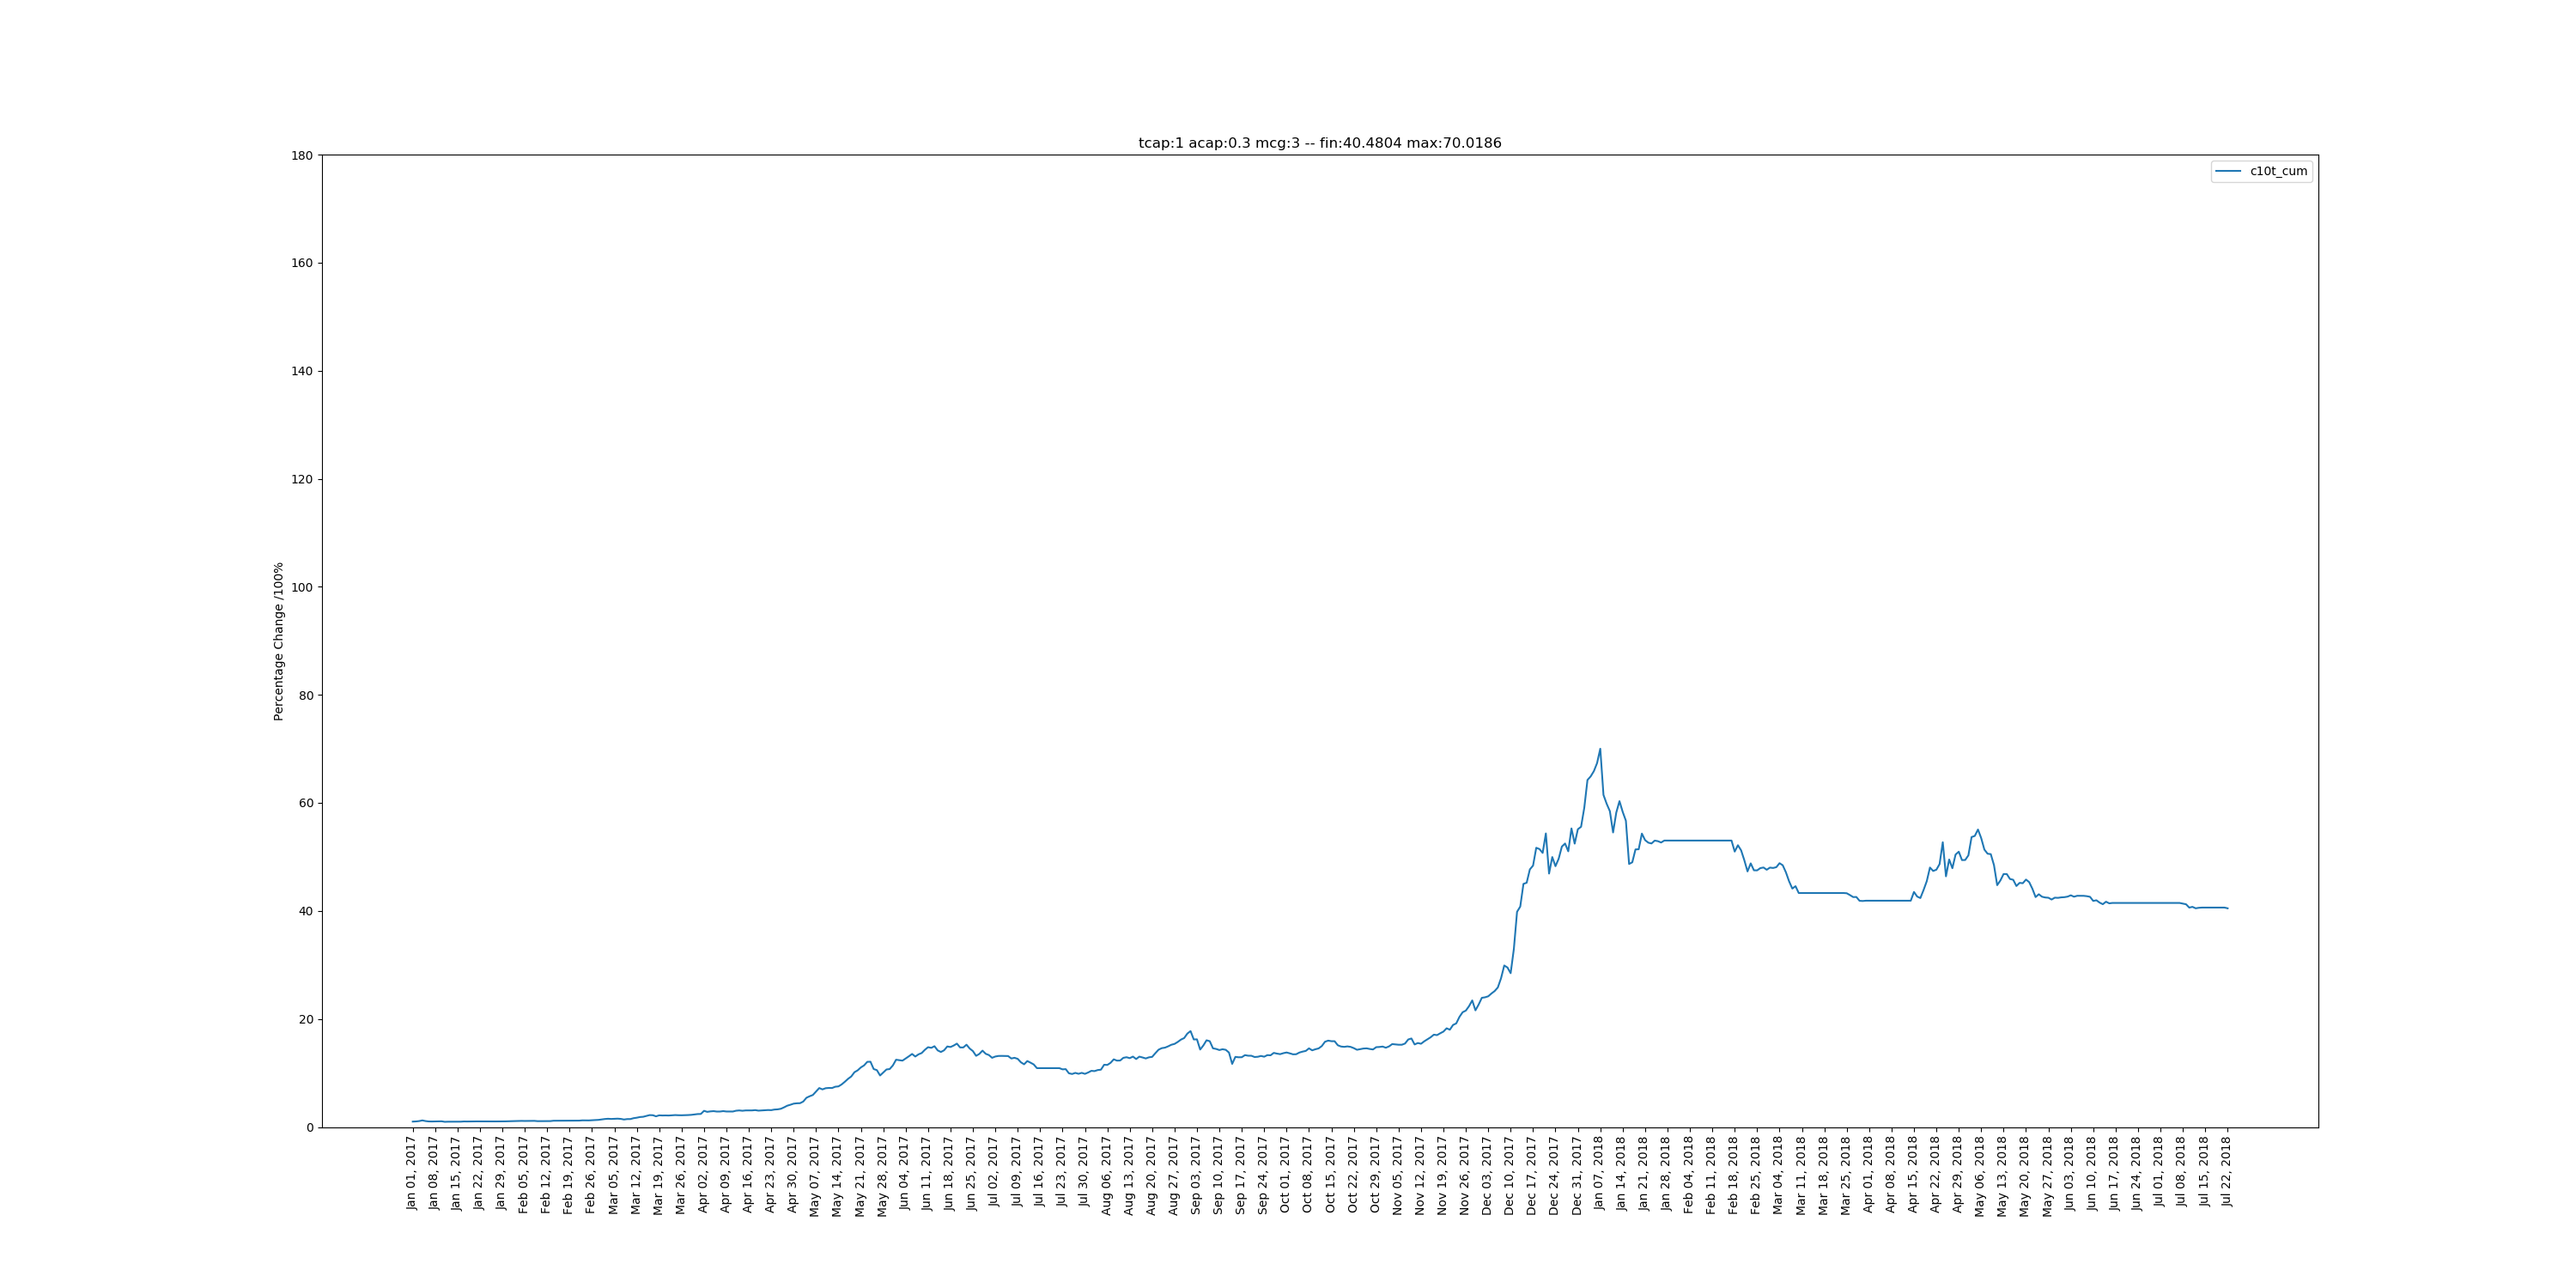 tcap:1 acap:0.3 mcg:3 -- fin:40.4804 max:70.0186
c10t_cum
Percentage Change /100%
180
160
140
120
100
80
60
40
20
0
Jan 01, 2017
Jan 08, 2017
Jan 15, 2017
Jan 22, 2017
Jan 29, 2017
Feb 05, 2017
Feb 12, 2017
Feb 19, 2017
Feb 26, 2017
Mar 05, 2017
Mar 12, 2017
Mar 19, 2017
Mar 26, 2017
Apr 02, 2017
Apr 09, 2017
Apr 16, 2017
Apr 23, 2017
Apr 30, 2017
May 07, 2017
May 14, 2017
May 21, 2017
May 28, 2017
Jun 04, 2017
Jun 11, 2017
Jun 18, 2017
Jun 25, 2017
Jul 02, 2017
Jul 09, 2017
Jul 16, 2017
Jul 23, 2017
Jul 30, 2017
Aug 06, 2017
Aug 13, 2017
Aug 20, 2017
Aug 27, 2017
Sep 03, 2017
Sep 10, 2017
Sep 17, 2017
Sep 24, 2017
Oct 01, 2017
Oct 08, 2017
Oct 15, 2017
Oct 22, 2017
Oct 29, 2017
Nov 05, 2017
Nov 12, 2017
Nov 19, 2017
Nov 26, 2017
Dec 03, 2017
Dec 10, 2017
Dec 17, 2017
Dec 24, 2017
Dec 31, 2017
Jan 07, 2018
Jan 14, 2018
Jan 21, 2018
Jan 28, 2018
Feb 04, 2018
Feb 11, 2018
Feb 18, 2018
Feb 25, 2018
Mar 04, 2018
Mar 11, 2018
Mar 18, 2018
Mar 25, 2018
Apr 01, 2018
Apr 08, 2018
Apr 15, 2018
Apr 22, 2018
Apr 29, 2018
May 06, 2018
May 13, 2018
May 20, 2018
May 27, 2018
Jun 03, 2018
Jun 10, 2018
Jun 17, 2018
Jun 24, 2018
Jul 01, 2018
Jul 08, 2018
Jul 15, 2018
Jul 22, 2018